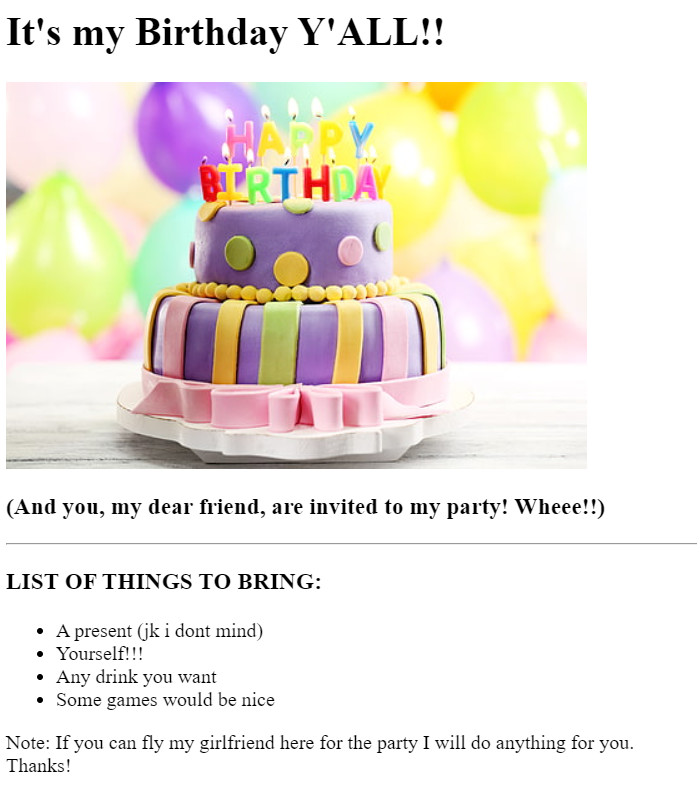 It's my Birthday Y'ALL!!
HAPPY
BIRTHDAY
(And you, my dear friend, are invited to my party! Wheee!!)
LIST OF THINGS TO BRING:
A present (jk i dont mind)
Yourself!!!
Any drink you want
Some games would be nice
Note: If you can fly my girlfriend here for the party I will do anything for you.
Thanks!